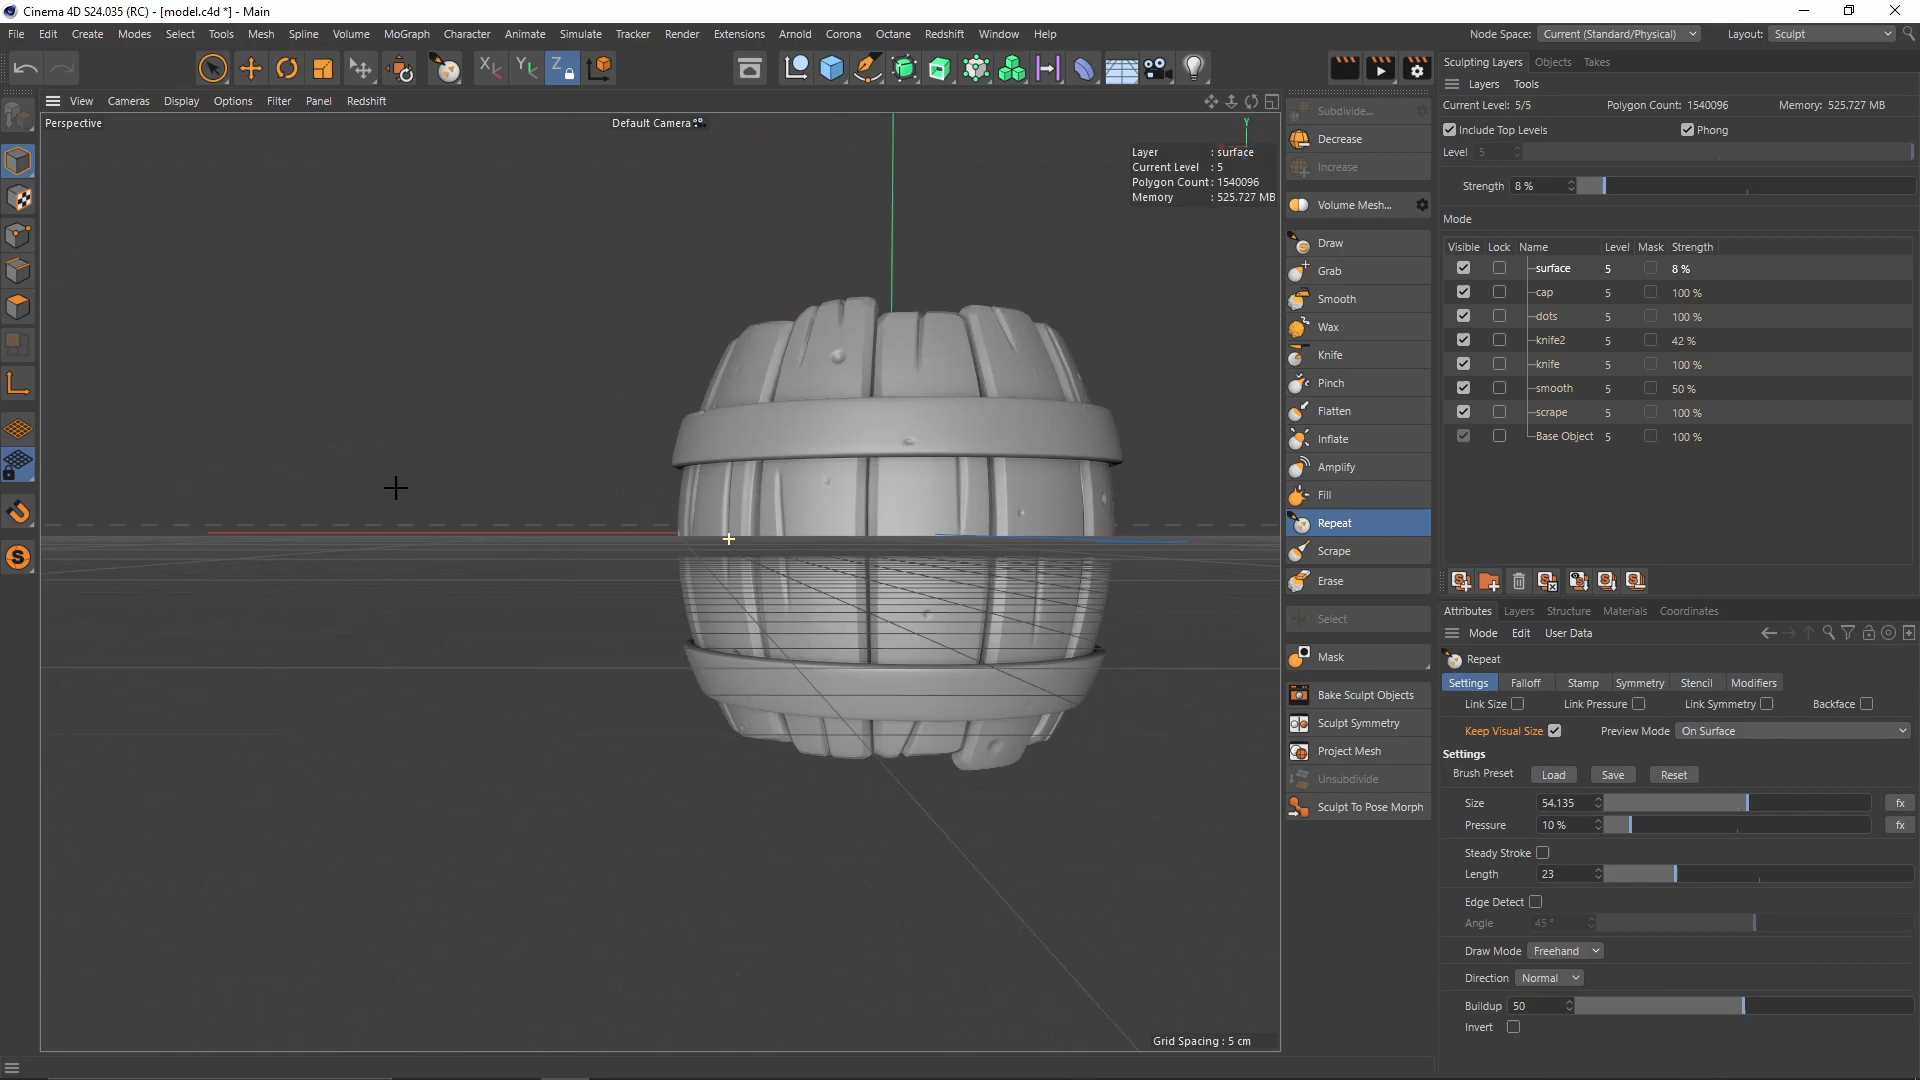 Cinema 4D S24.035 (RC) - [model.c4d *] - Main
File Edit Create Modes Select Tools Mesh Spline Volume MoGraph Character Animate Simulate Tracker Render Extensions Arnold Corona Octane Redshift Window Help
Node Space: Current (Standard/Physical) Layout: Sculpt
View Cameras Display Options Filter Panel Redshift
Perspective
Default Camera
Y
Layer : surface
Current Level : 5
Polygon Count : 1540096
Memory : 525.727 MB
Grid Spacing : 5 cm
Subdivide...
Decrease
Increase
Volume Mesh...
Draw
Grab
Smooth
Wax
Knife
Pinch
Flatten
Inflate
Amplify
Fill
Repeat
Scrape
Erase
Select
Mask
Bake Sculpt Objects
Sculpt Symmetry
Project Mesh
Unsubdivide
Sculpt To Pose Morph
Sculpting Layers Objects Takes
Layers Tools
Current Level: 5/5 Polygon Count: 1540096 Memory: 525.727 MB
Include Top Levels Phong
Level 5
Strength 8 %
Mode
Visible Lock Name Level Mask Strength
surface 5 8 %
cap 5 100 %
dots 5 100 %
knife2 5 42 %
knife 5 100 %
smooth 5 50 %
scrape 5 100 %
Base Object 5 100 %
Attributes Layers Structure Materials Coordinates
Mode Edit User Data
Repeat
Settings Falloff Stamp Symmetry Stencil Modifiers
Link Size Link Pressure Link Symmetry Backface
Keep Visual Size Preview Mode On Surface
Settings
Brush Preset Load Save Reset
Size 54.135 fx
Pressure 10 % fx
Steady Stroke
Length 23
Edge Detect
Angle 45 °
Draw Mode Freehand
Direction Normal
Buildup 50
Invert